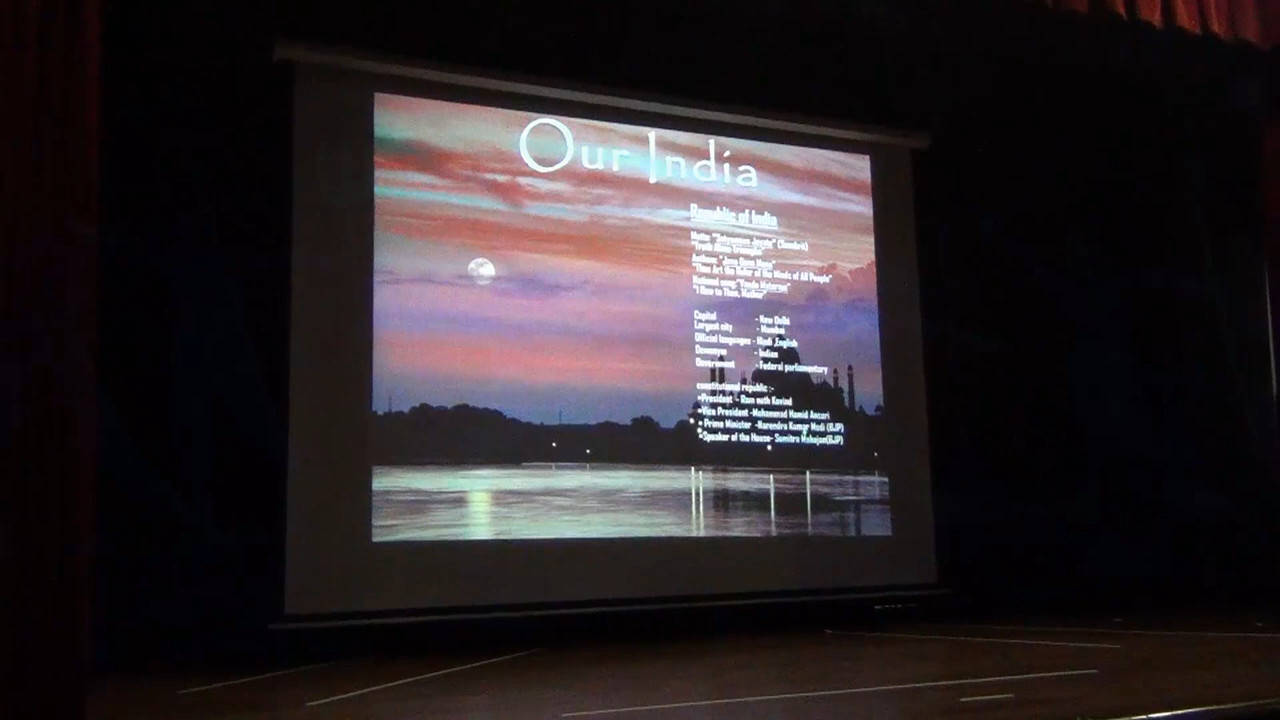 Our India
Republic of India
Motto: "Satyameva Jayate" (Sanskrit)
"Truth Alone Triumphs"
Anthem: "Jana Gana Mana"
"Thou Art the Ruler of the Minds of All People"
National song:"Vande Mataram"
"I Bow to Thee, Mother"
Capital - New Delhi
Largest city - Mumbai
Official languages - Hindi ,English
Demonym - Indian
Government - Federal parliamentary
constitutional republic :-
•President - Ram nath Kovind
•Vice President -Mohammad Hamid Ansari
• Prime Minister -Narendra Kumar Modi (BJP)
•Speaker of the House- Sumitra Mahajan(BJP)